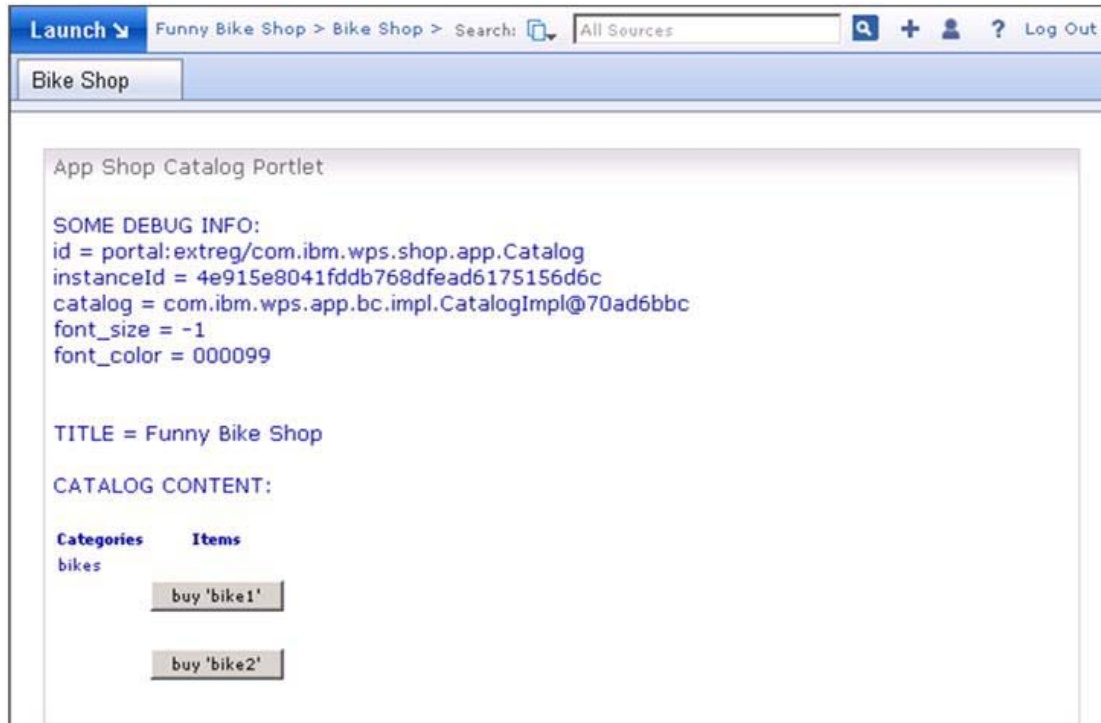 Launch Funny Bike Shop > Bike Shop > Search: All Sources + ? Log Out
Bike Shop
App Shop Catalog Portlet
SOME DEBUG INFO:
id = portal:extreg/com.ibm.wps.shop.app.Catalog
instanceId = 4e915e8041fddb768dfead6175156d6c
catalog = com.ibm.wps.app.bc.impl.CatalogImpl@70ad6bbc
font_size = -1
font_color = 000099
TITLE = Funny Bike Shop
CATALOG CONTENT:
Categories Items
bikes
buy 'bike1'
buy 'bike2'